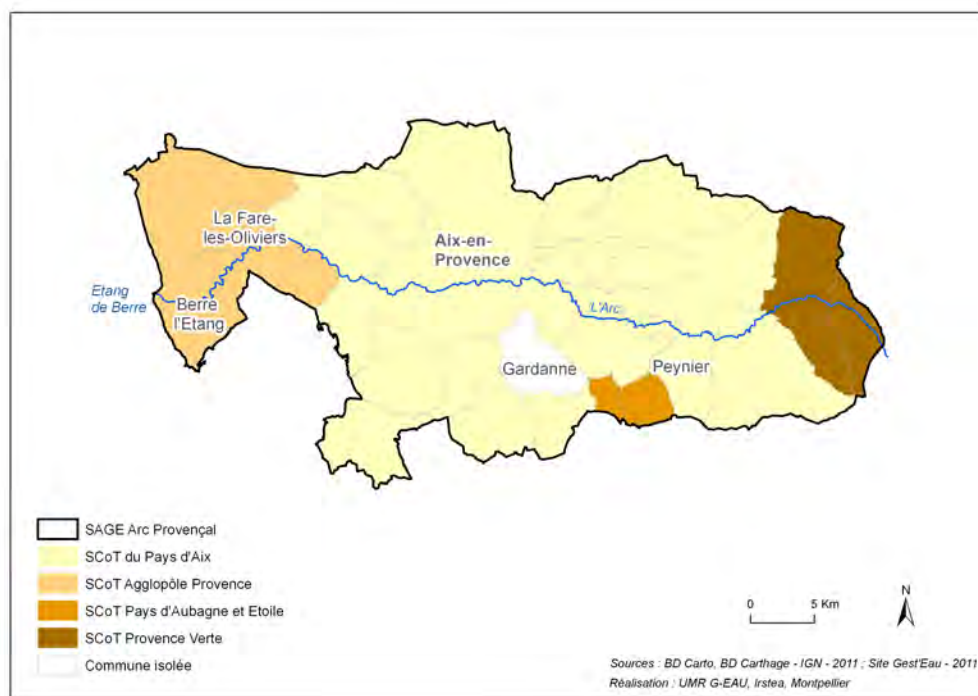 La Fare-
les-Oliviers
Aix-en-
Provence
Etang
de Berre
Berre
l'Etang
L'Arc
Gardanne
Peynier
SAGE Arc Provençal
SCoT du Pays d'Aix
SCoT Agglopôle Provence
SCoT Pays d'Aubagne et Etoile
SCoT Provence Verte
Commune isolée
0 5 Km
N
Sources : BD Carto, BD Carthage - IGN - 2011 ; Site Gest'Eau - 2011
Réalisation : UMR G-EAU, Irstea, Montpellier